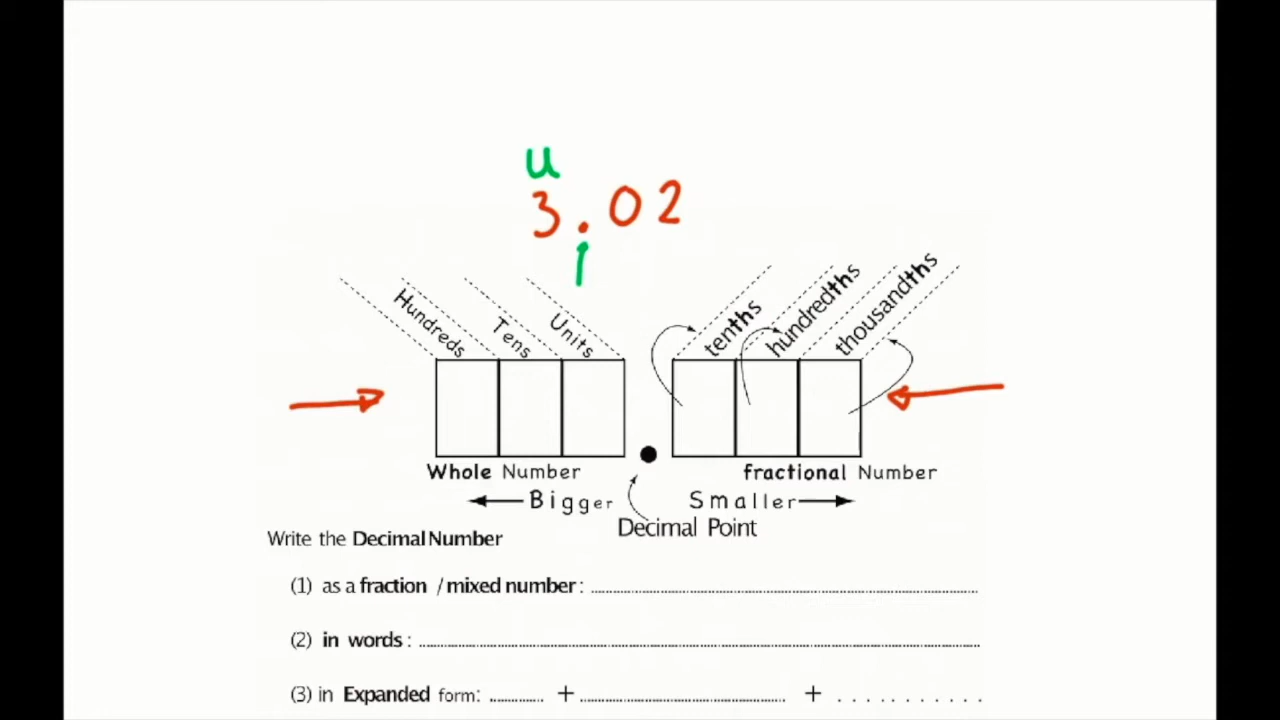 u
3.02
Hundreds Tens Units tenths hundredths thousandths
Whole Number fractional Number
Bigger Smaller
Decimal Point
Write the Decimal Number
(1) as a fraction / mixed number : ........................................
(2) in words : ........................................
(3) in Expanded form: ............ + ........................................ + . . . . . . . . . . .